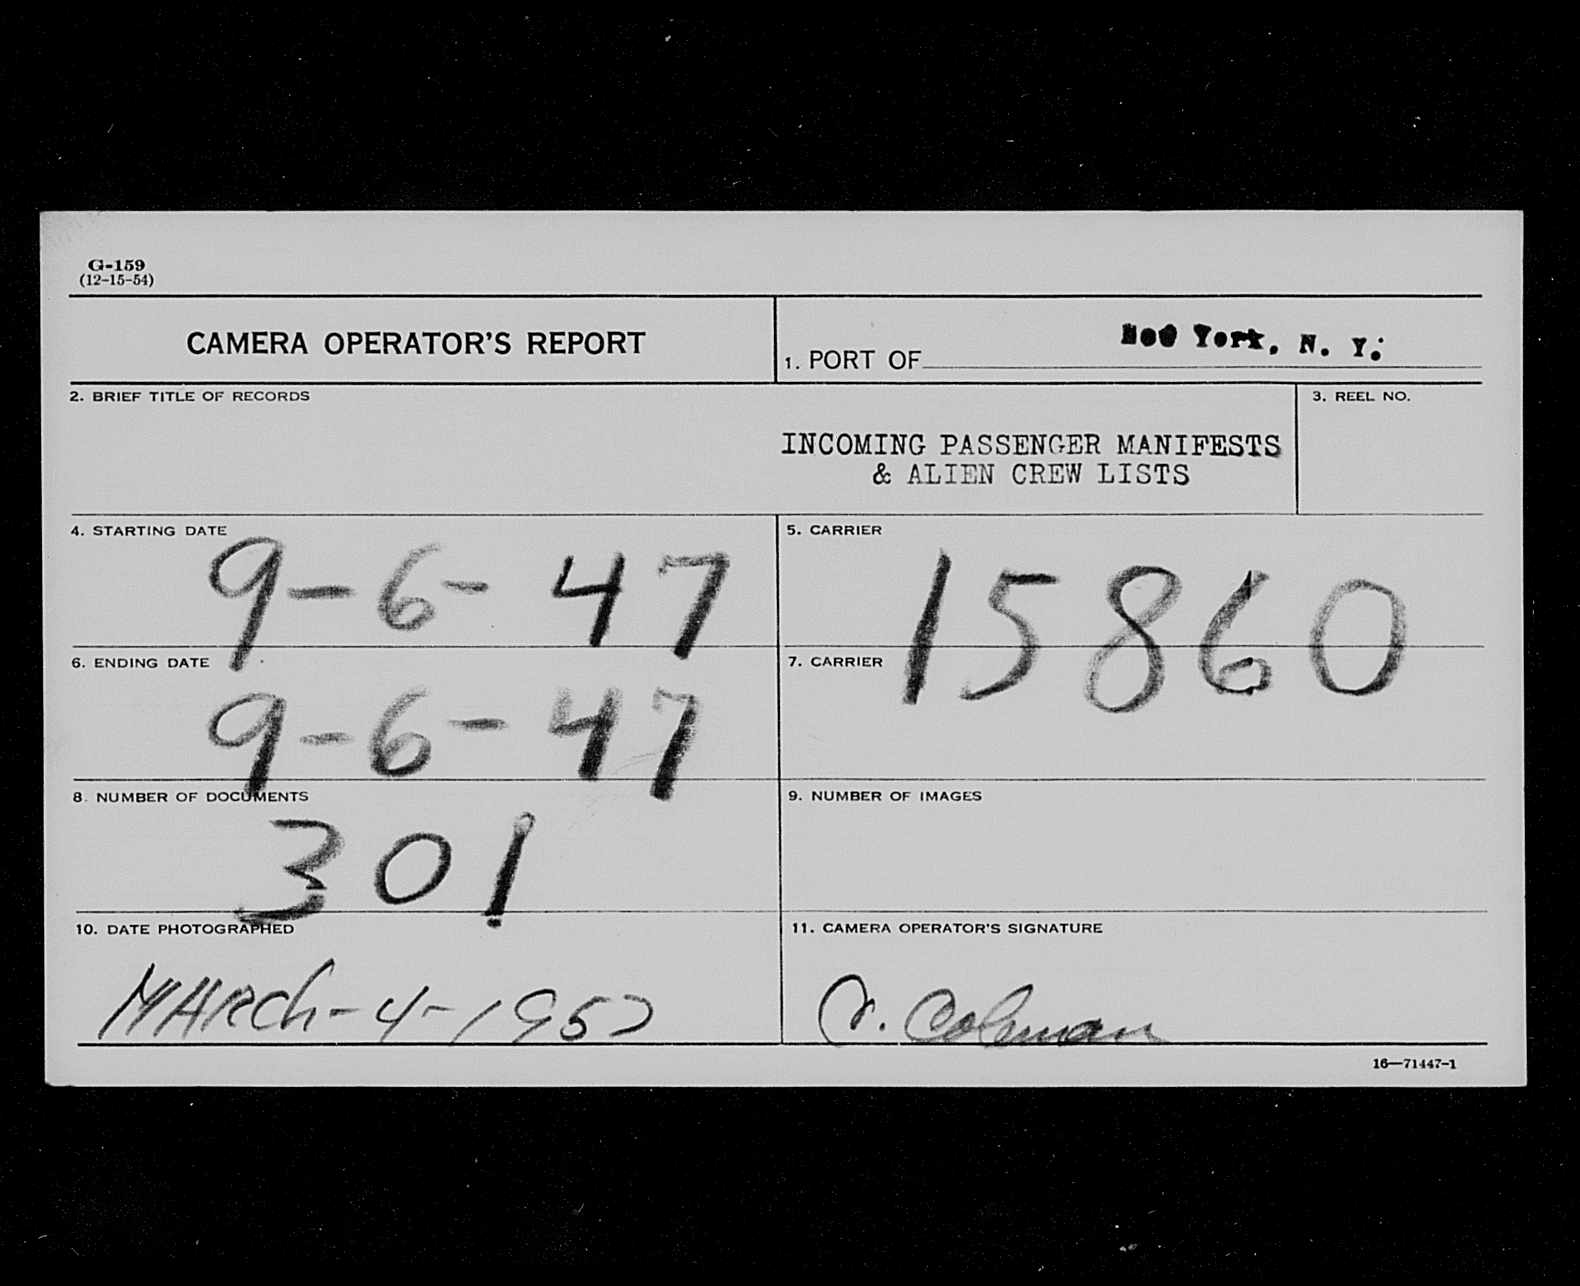 G-159
(12-15-54)
CAMERA OPERATOR'S REPORT
1. PORT OF New York, N. Y.
2. BRIEF TITLE OF RECORDS
INCOMING PASSENGER MANIFESTS
& ALIEN CREW LISTS
3. REEL NO.
4. STARTING DATE
9-6-47
5. CARRIER
15860
6. ENDING DATE
9-6-47
7. CARRIER
8. NUMBER OF DOCUMENTS
301
9. NUMBER OF IMAGES
10. DATE PHOTOGRAPHED
MARCh-4-1957
11. CAMERA OPERATOR'S SIGNATURE
Coleman
16—71447-1